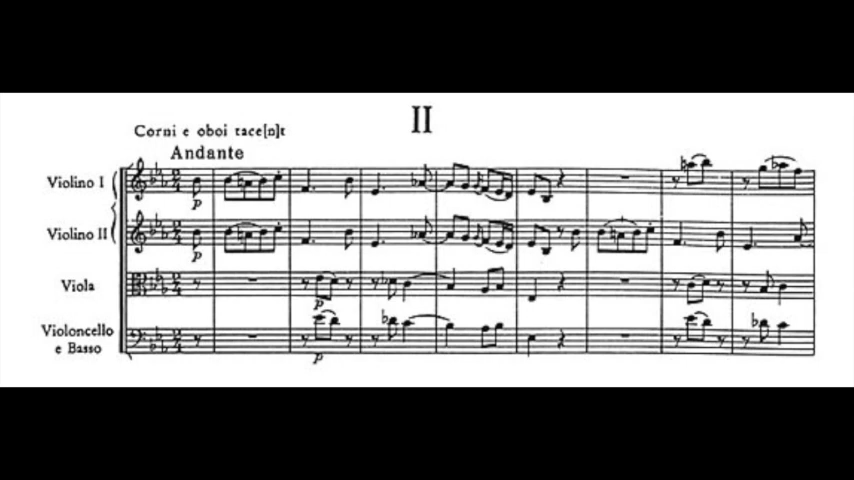 II
Corni e oboi tace[n]t
Andante
Violino I
p
Violino II
p
Viola
p
Violoncello
e Basso
p